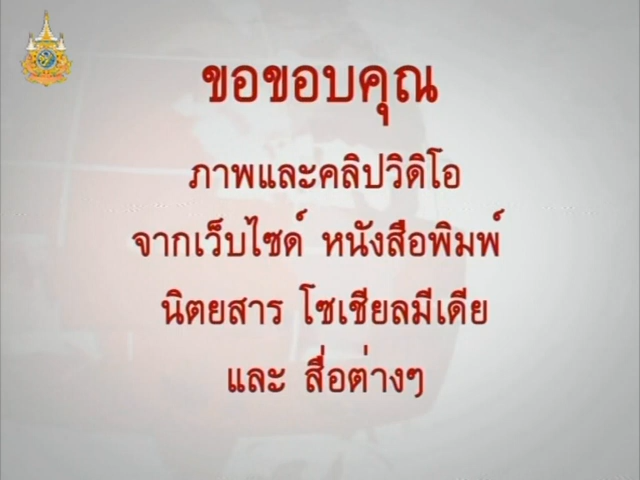 ขอขอบคุณ
ภาพและคลิปวิดิโอ
จากเว็บไซด์ หนังสือพิมพ์
นิตยสาร โซเชียลมีเดีย
และ สื่อต่างๆ